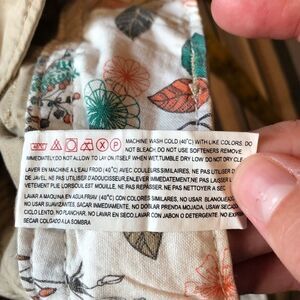 MACHINE WASH COLD (40°C) WITH LIKE COLORS. DO
NOT BLEACH. DO NOT USE SOFTENERS REMOVE
IMMEDIATELY. DO NOT ALLOW TO LAY ON ITSELF WHEN WET, TUMBLE DRY LOW DO NOT DRY CLE
LAVER EN MACHINE A L'EAU FROID (40°C) AVEC COULEURS SIMILAIRES, NE PAS UTILISER
DE JAVEL, NE PAS UTILISER D'ADOUCISSEUR ENLEVER IMMEDIATEMENT NE PAS LAISSER
VETEMENT PLIE LORSQU'IL EST MOUILLE, NE PAS REPASSER, NE PAS NETTOYER A SEC
LAVAR A MAQUINA EN AGUA FRIA (40°C) CON COLORES SIMILARES, NO USAR BLANQUEADOR
NO USAR SUAVIZANTES. SACAR IMMEDIATAMENTE. NO DOBLAR PRENDA MOJADA, USAR SECADORA
CICLO LENTO, NO PLANCHAR, NO LAVAR EN SECO LAVAR CON JABON O DETERGENTE, NO EXPRIMIR
SECAR COLGADO A LA SOMBRA